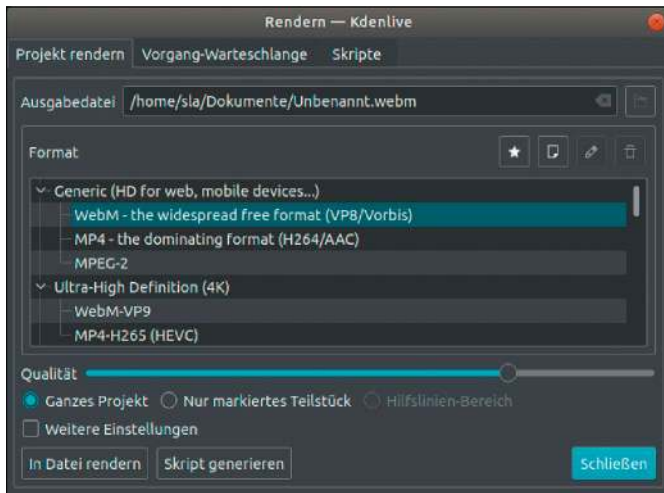 Rendern — Kdenlive
Projekt rendern Vorgang-Warteschlange Skripte
Ausgabedatei /home/sla/Dokumente/Unbenannt.webm
Format
Generic (HD for web, mobile devices...)
WebM - the widespread free format (VP8/Vorbis)
MP4 - the dominating format (H264/AAC)
MPEG-2
Ultra-High Definition (4K)
WebM-VP9
MP4-H265 (HEVC)
Qualität
Ganzes Projekt Nur markiertes Teilstück Hilfslinien-Bereich
Weitere Einstellungen
In Datei rendern Skript generieren Schließen